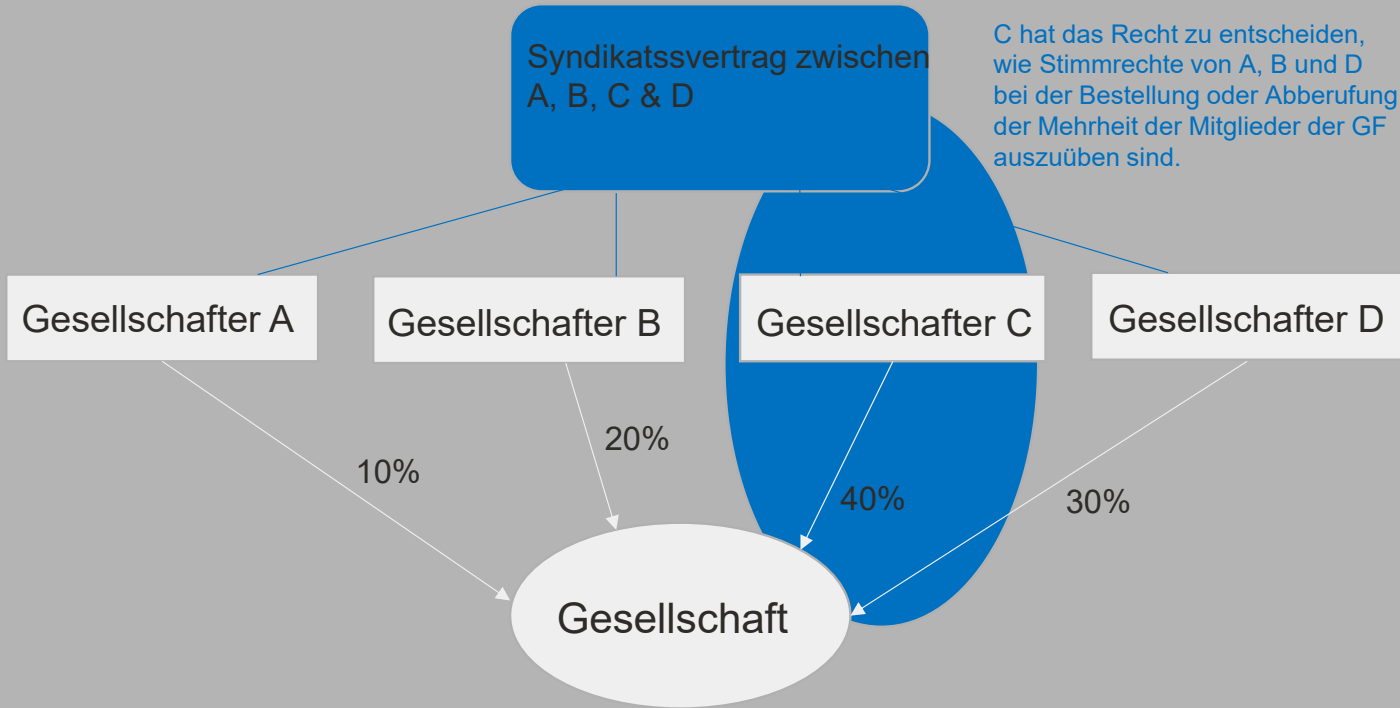 Syndikatssvertrag zwischen
A, B, C & D
C hat das Recht zu entscheiden,
wie Stimmrechte von A, B und D
bei der Bestellung oder Abberufung
der Mehrheit der Mitglieder der GF
auszuüben sind.
Gesellschafter A
Gesellschafter B
Gesellschafter C
Gesellschafter D
10%
20%
40%
30%
Gesellschaft